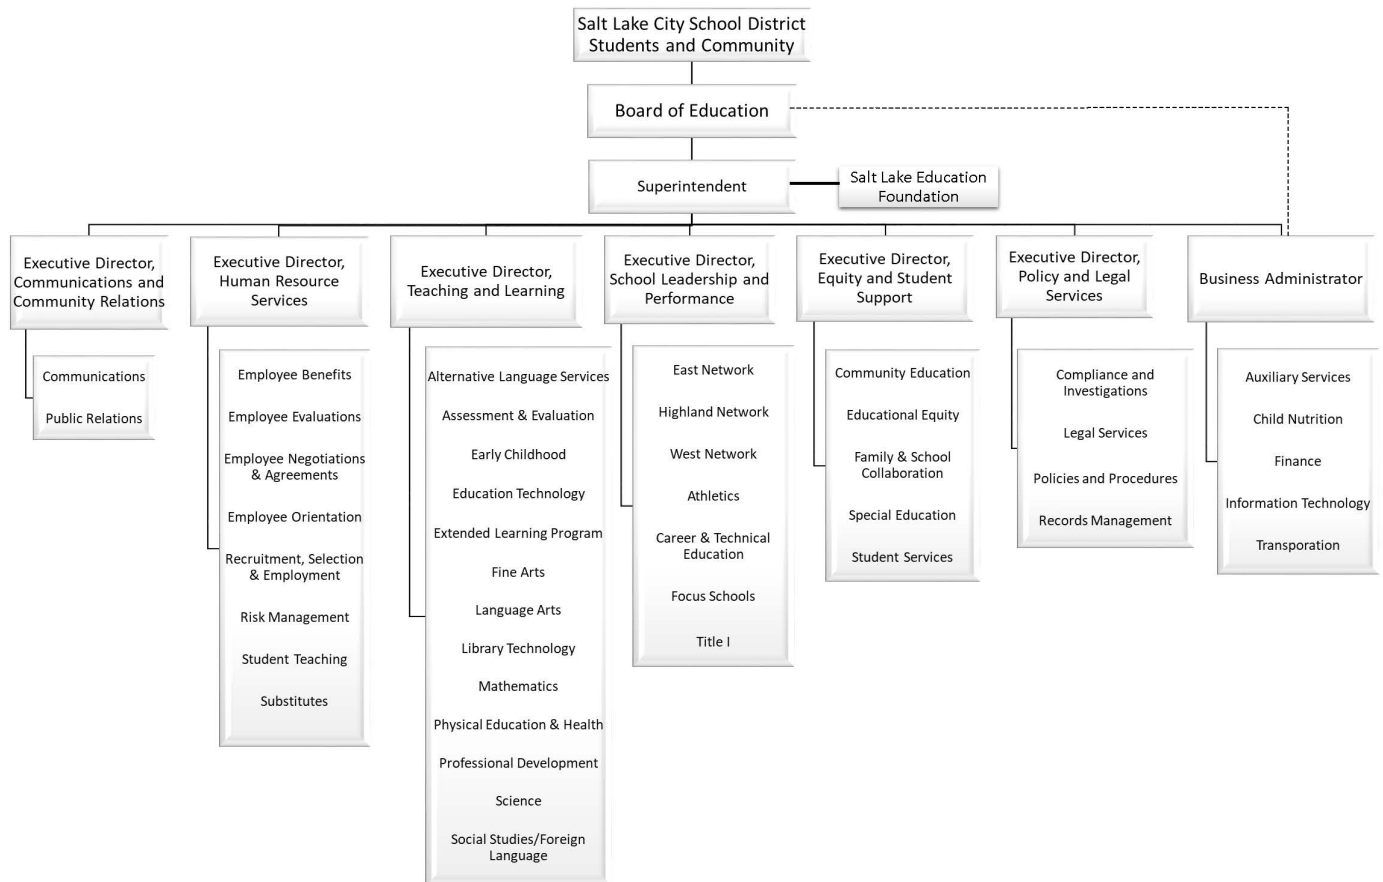 Salt Lake City School District
Students and Community
Board of Education
Superintendent
Salt Lake Education
Foundation
Executive Director,
Communications and
Community Relations
Communications
Public Relations
Executive Director,
Human Resource
Services
Employee Benefits
Employee Evaluations
Employee Negotiations
& Agreements
Employee Orientation
Recruitment, Selection
& Employment
Risk Management
Student Teaching
Substitutes
Executive Director,
Teaching and Learning
Alternative Language Services
Assessment & Evaluation
Early Childhood
Education Technology
Extended Learning Program
Fine Arts
Language Arts
Library Technology
Mathematics
Physical Education & Health
Professional Development
Science
Social Studies/Foreign
Language
Executive Director,
School Leadership and
Performance
East Network
Highland Network
West Network
Athletics
Career & Technical
Education
Focus Schools
Title I
Executive Director,
Equity and Student
Support
Community Education
Educational Equity
Family & School
Collaboration
Special Education
Student Services
Executive Director,
Policy and Legal
Services
Compliance and
Investigations
Legal Services
Policies and Procedures
Records Management
Business Administrator
Auxiliary Services
Child Nutrition
Finance
Information Technology
Transporation